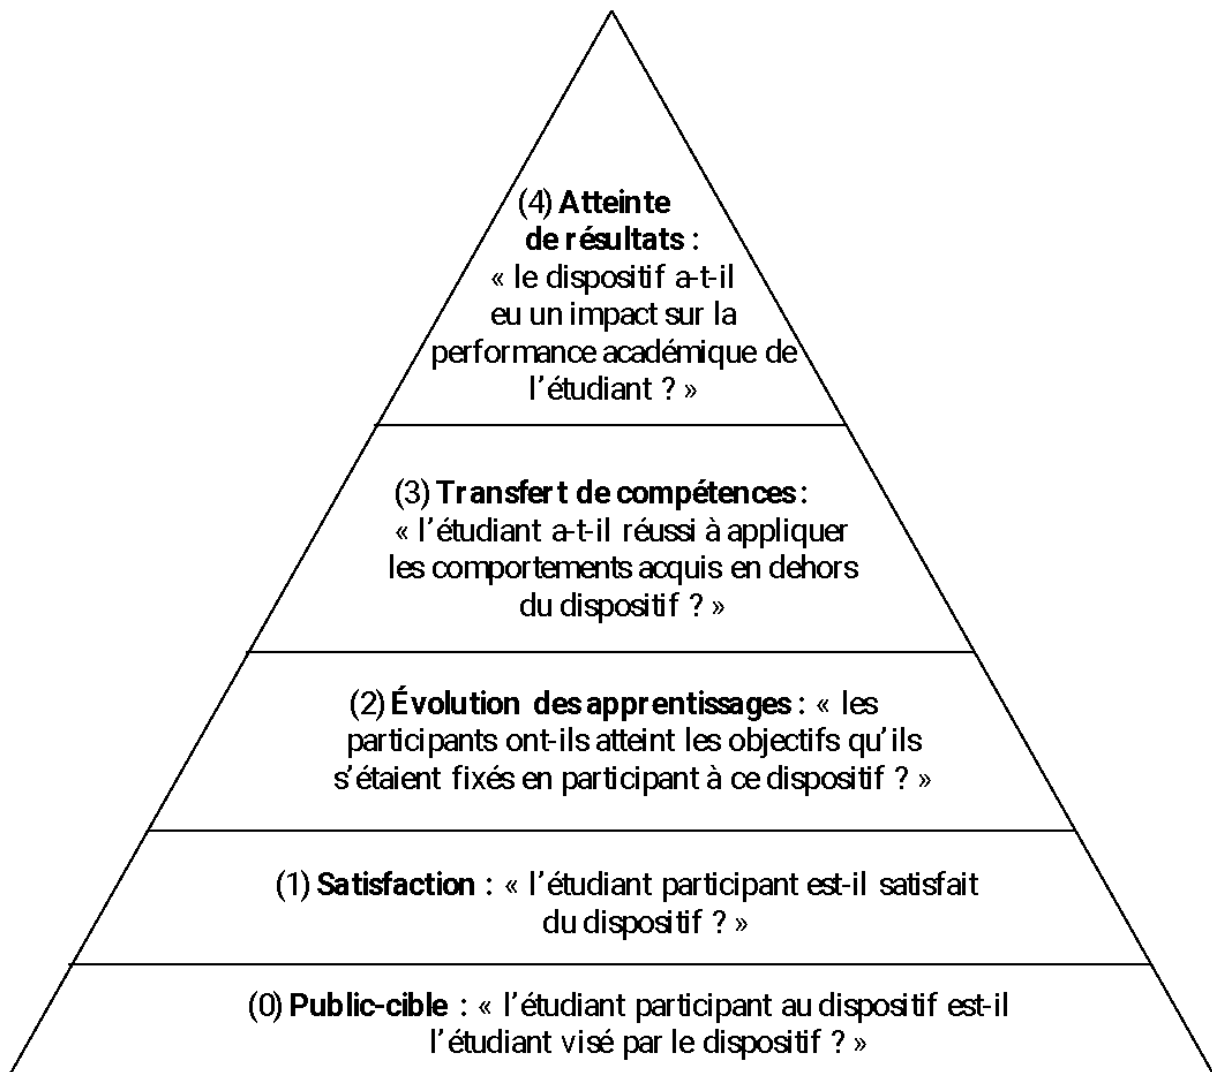 (4) Atteinte
de résultats :
« le dispositif a-t-il
eu un impact sur la
performance académique de
l’étudiant ? »
(3) Transfert de compétences :
« l’étudiant a-t-il réussi à appliquer
les comportements acquis en dehors
du dispositif ? »
(2) Évolution des apprentissages : « les
participants ont-ils atteint les objectifs qu’ils
s’étaient fixés en participant à ce dispositif ? »
(1) Satisfaction : « l’étudiant participant est-il satisfait
du dispositif ? »
(0) Public-cible : « l’étudiant participant au dispositif est-il
l’étudiant visé par le dispositif ? »